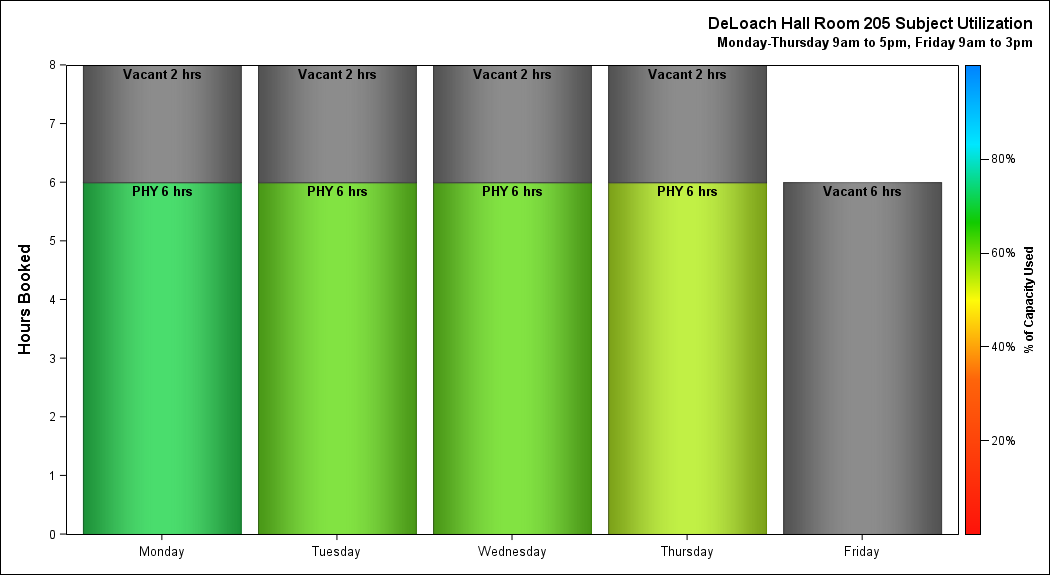 DeLoach Hall Room 205 Subject Utilization
Monday-Thursday 9am to 5pm, Friday 9am to 3pm
Hours Booked
8
7
6
5
4
3
2
1
0
Vacant 2 hrs
Vacant 2 hrs
Vacant 2 hrs
Vacant 2 hrs
PHY 6 hrs
PHY 6 hrs
PHY 6 hrs
PHY 6 hrs
Vacant 6 hrs
Monday
Tuesday
Wednesday
Thursday
Friday
80%
60%
40%
20%
% of Capacity Used